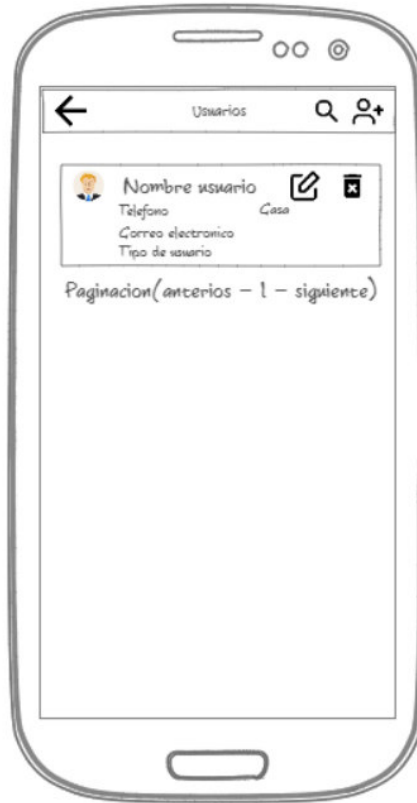 Usuarios
Nombre usuario
Telefono Casa
Correo electronico
Tipo de usuario
Paginacion(anterios - 1 - siguiente)